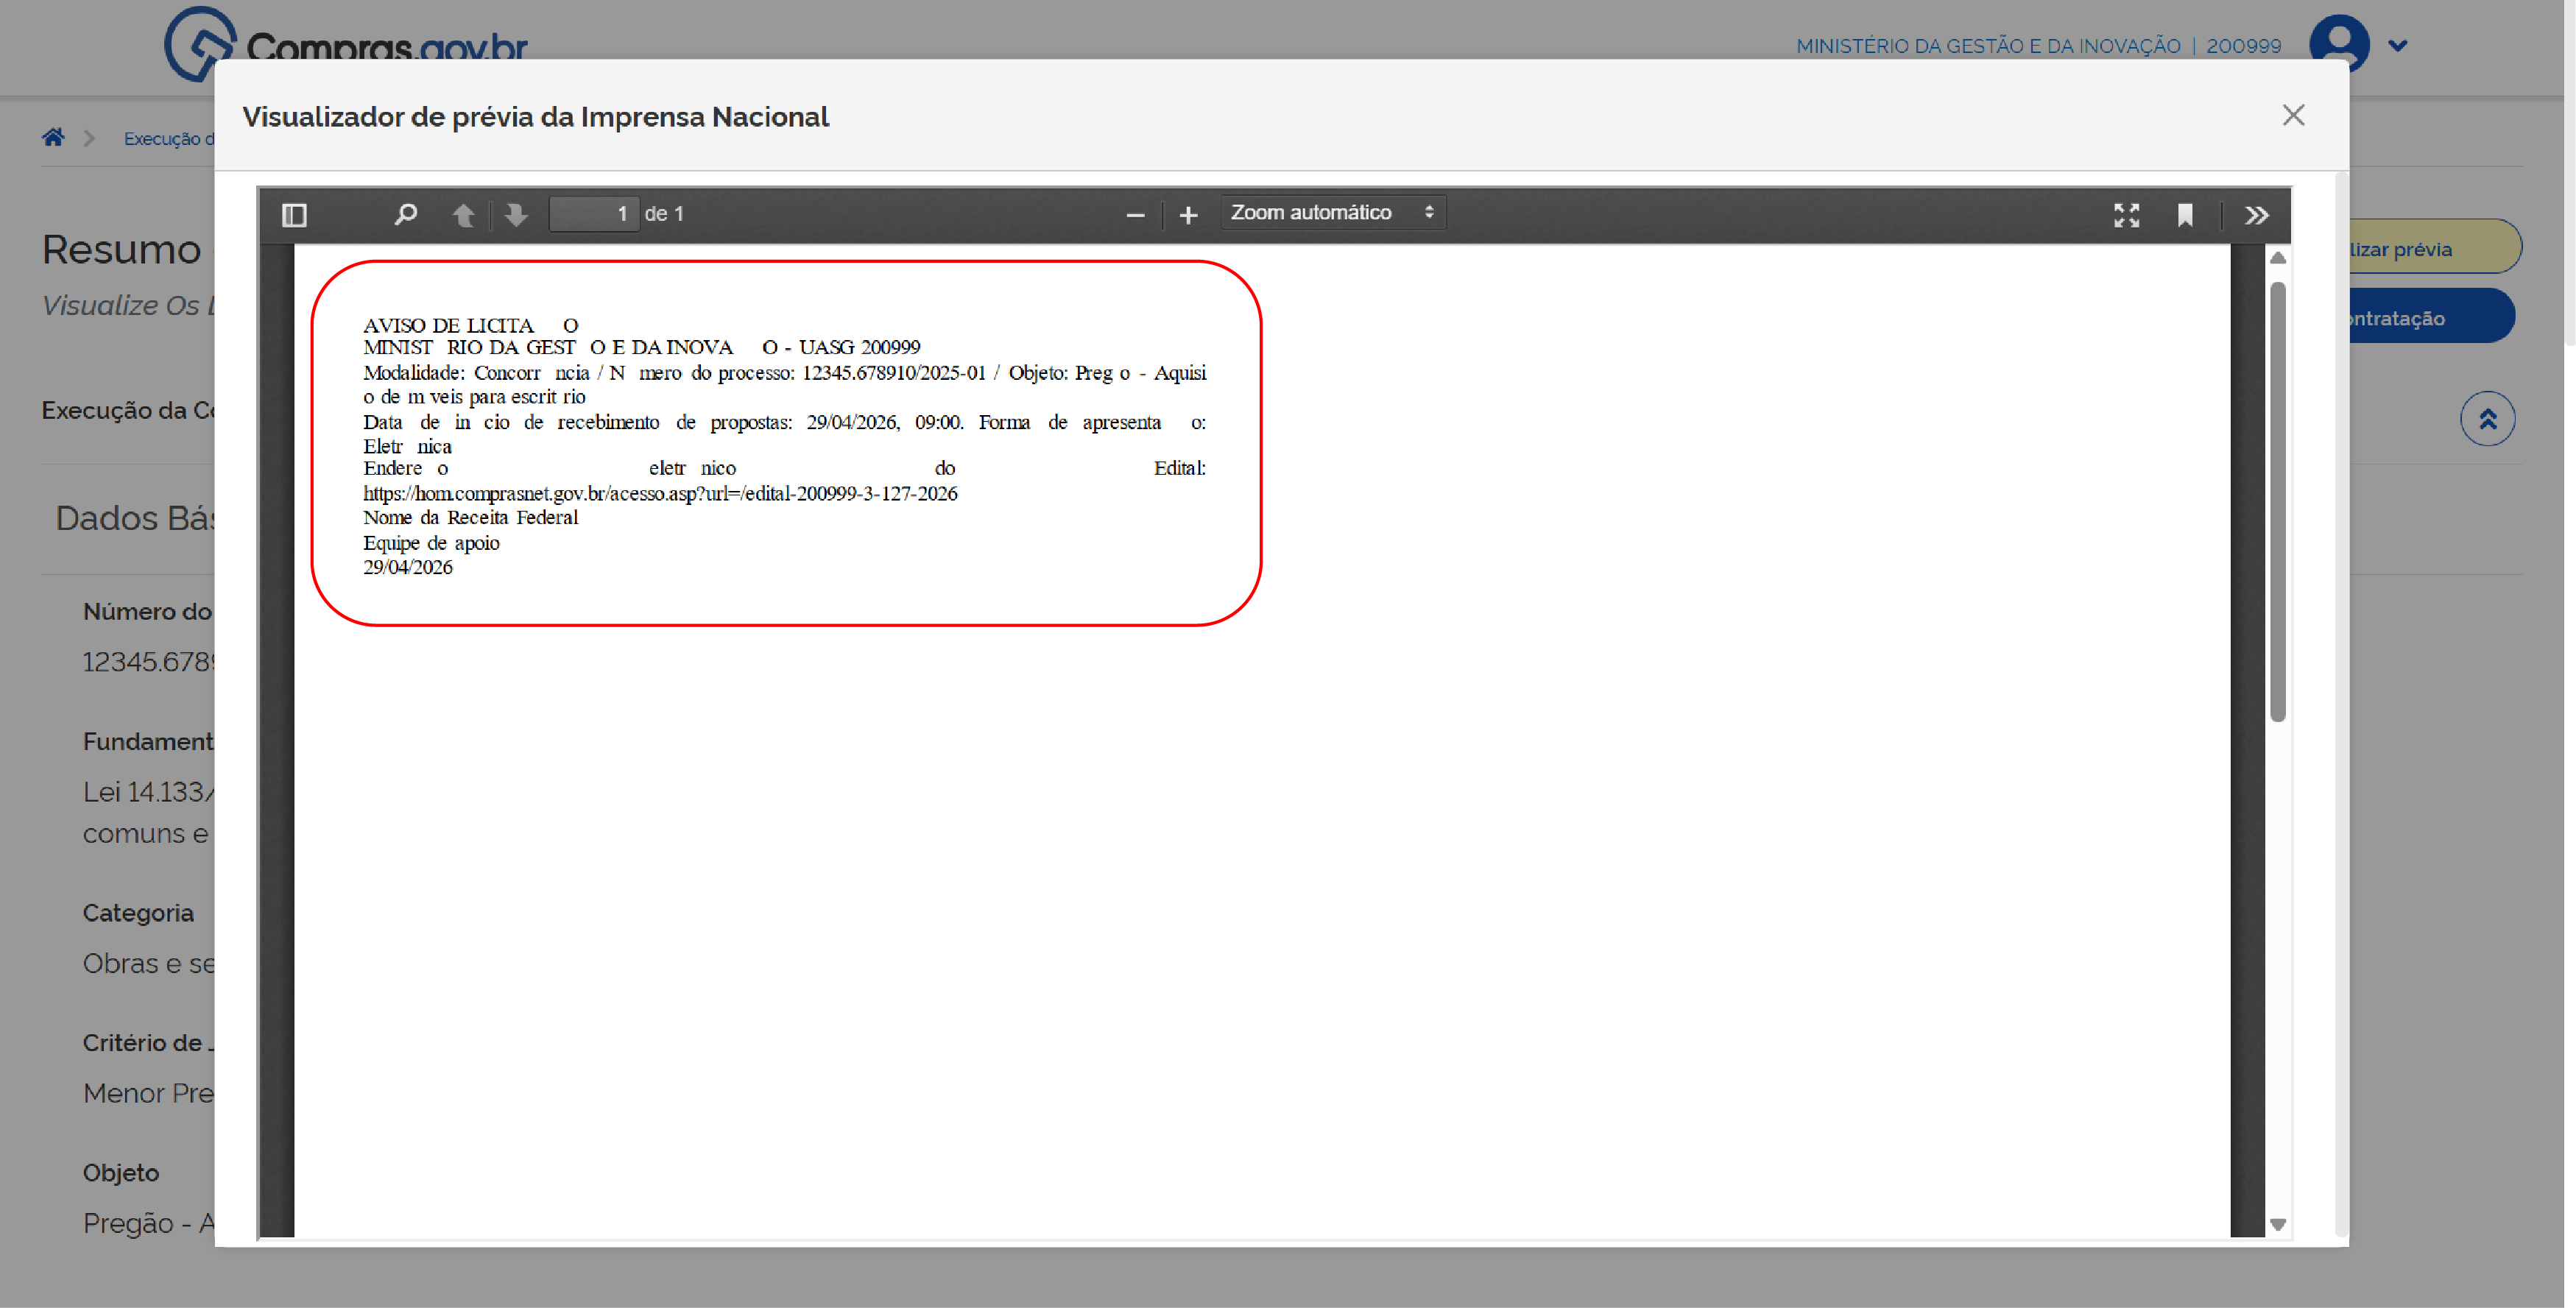 Compras.gov.br
MINISTÉRIO DA GESTÃO E DA INOVAÇÃO | 200999
Execução d
Visualizador de prévia da Imprensa Nacional
1 de 1
Zoom automático
Resumo
Visualize Os
lizar prévia
ontratação
Execução da Co
Dados Bás
Número do
12345.6789
Fundament
Lei 14.133/
comuns e
Categoria
Obras e se
Critério de J
Menor Pre
Objeto
Pregão - A
AVISO DE LICITA O
MINIST RIO DA GEST O E DA INOVA O - UASG 200999
Modalidade: Concorr ncia / N mero do processo: 12345.678910/2025-01 / Objeto: Preg o - Aquisi
o de m veis para escrit rio
Data de in cio de recebimento de propostas: 29/04/2026, 09:00. Forma de apresenta o:
Eletr nica
Endere o eletr nico do Edital:
https://hom.comprasnet.gov.br/acesso.asp?url=/edital-200999-3-127-2026
Nome da Receita Federal
Equipe de apoio
29/04/2026